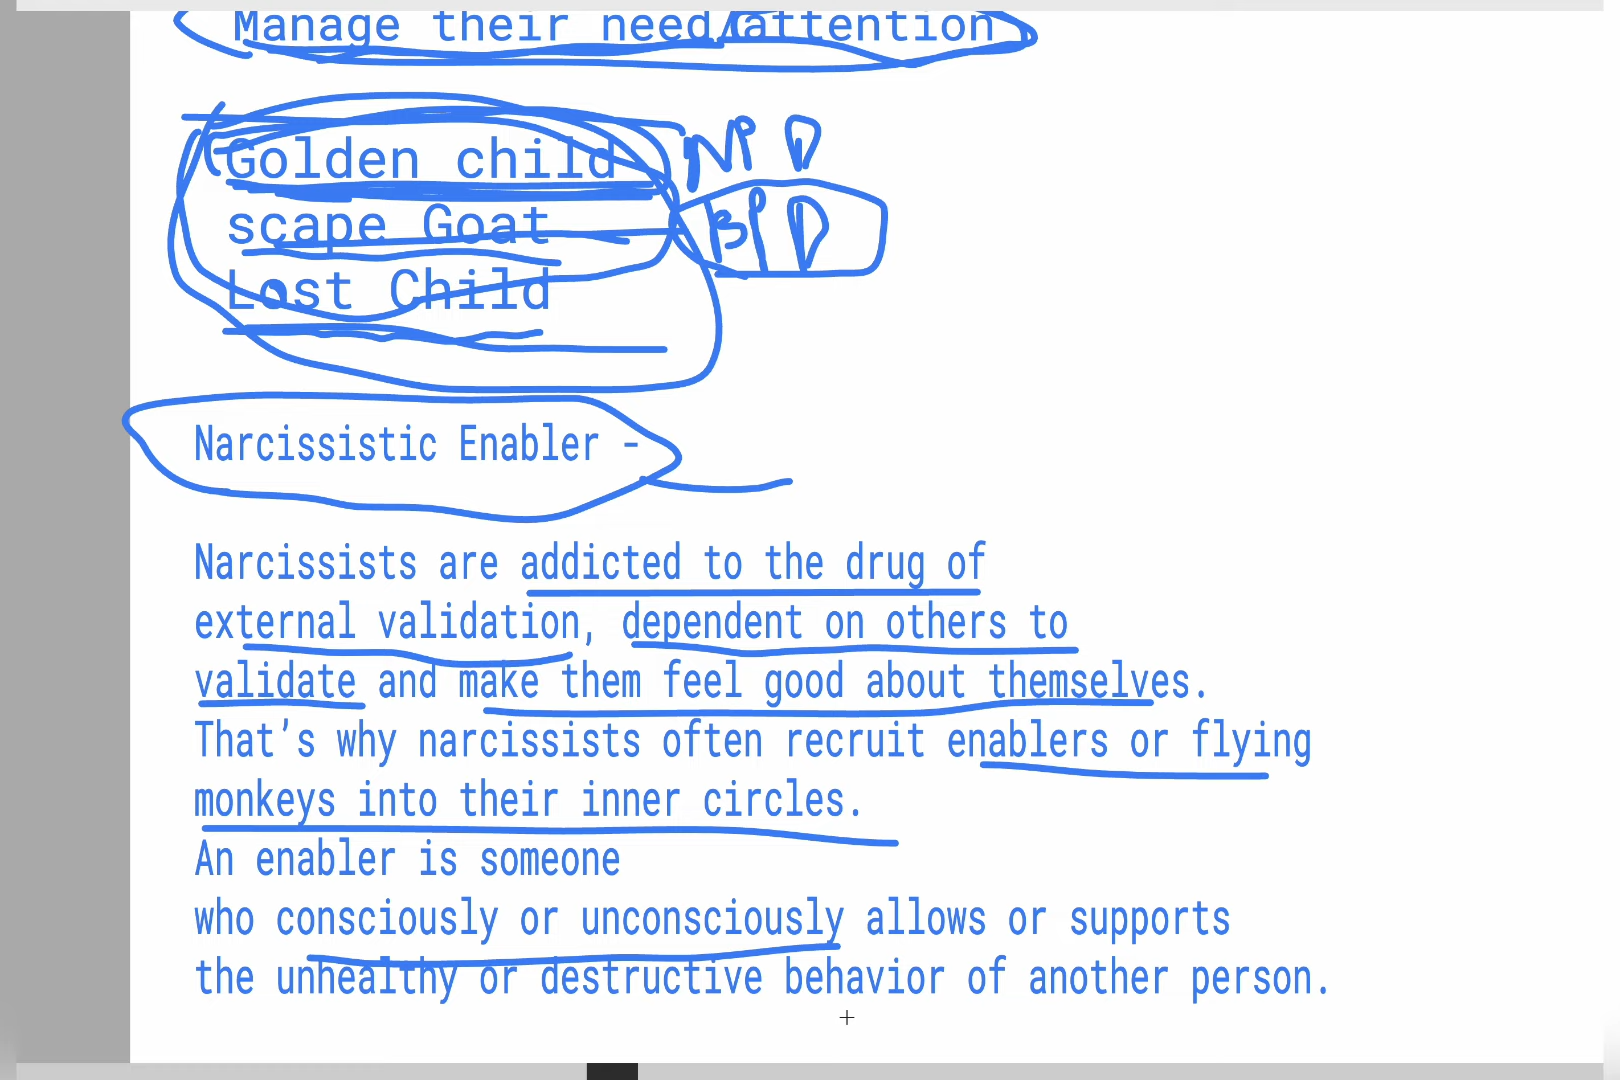 Manage their need/attention
Golden child NPD
scape Goat BPD
Lost Child
Narcissistic Enabler -
Narcissists are addicted to the drug of
external validation, dependent on others to
validate and make them feel good about themselves.
That's why narcissists often recruit enablers or flying
monkeys into their inner circles.
An enabler is someone
who consciously or unconsciously allows or supports
the unhealthy or destructive behavior of another person.